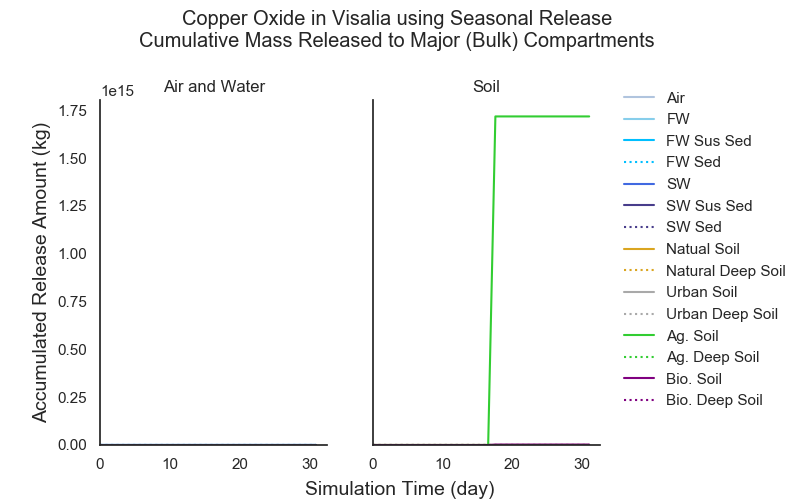 Copper Oxide in Visalia using Seasonal Release
Cumulative Mass Released to Major (Bulk) Compartments
1e15
Air and Water
Soil
Accumulated Release Amount (kg)
1.75
1.50
1.25
1.00
0.75
0.50
0.25
0.00
0 10 20 30
0 10 20 30
Simulation Time (day)
Air
FW
FW Sus Sed
FW Sed
SW
SW Sus Sed
SW Sed
Natual Soil
Natural Deep Soil
Urban Soil
Urban Deep Soil
Ag. Soil
Ag. Deep Soil
Bio. Soil
Bio. Deep Soil